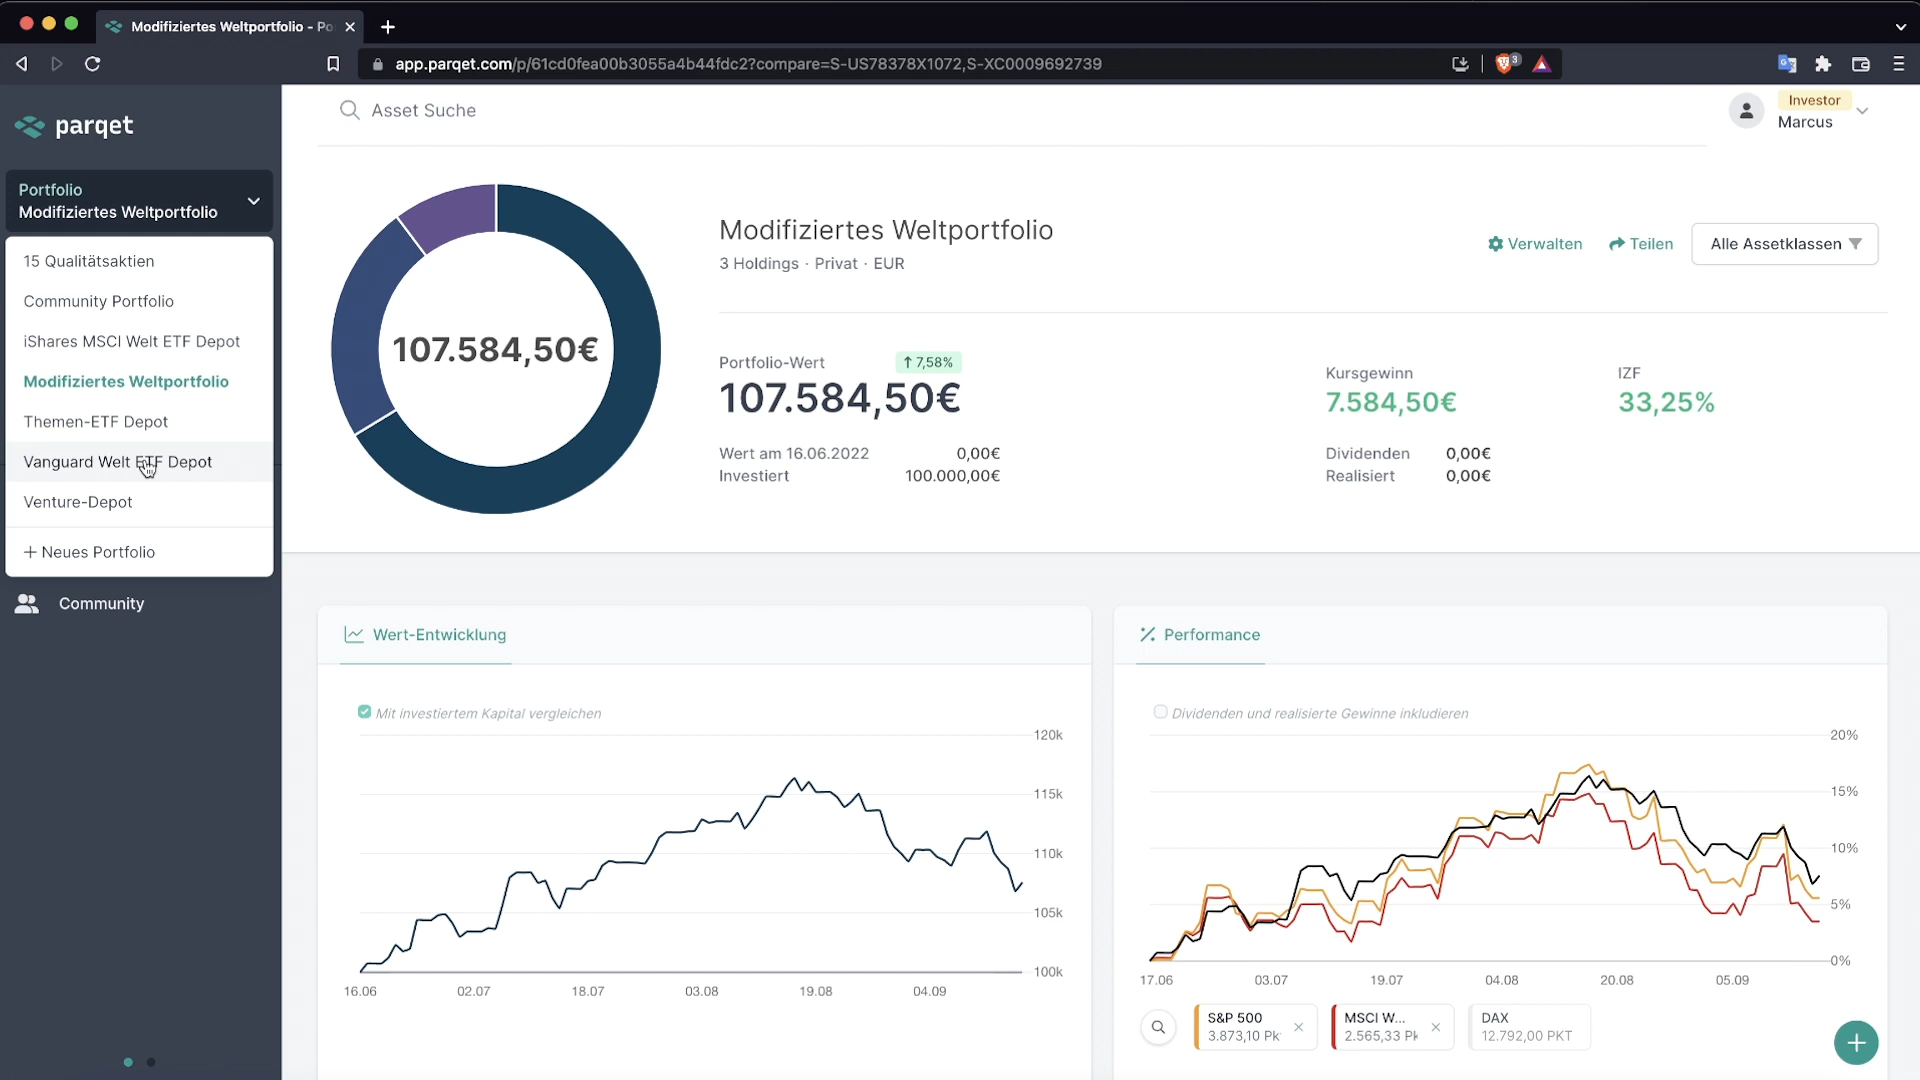 Modifiziertes Weltportfolio - Po
app.parqet.com/p/61cd0fea00b3055a4b44fdc2?compare=S-US78378X1072,S-XC0009692739
3
parqet
Asset Suche
Investor
Marcus
Portfolio
Modifiziertes Weltportfolio
15 Qualitätsaktien
Community Portfolio
iShares MSCI Welt ETF Depot
Modifiziertes Weltportfolio
Themen-ETF Depot
Vanguard Welt ETF Depot
Venture-Depot
+ Neues Portfolio
Community
107.584,50€
Modifiziertes Weltportfolio
3 Holdings · Privat · EUR
Verwalten
Teilen
Alle Assetklassen
Portfolio-Wert
↑ 7,58%
107.584,50€
Wert am 16.06.2022 0,00€
Investiert 100.000,00€
Kursgewinn
7.584,50€
IZF
33,25%
Dividenden 0,00€
Realisiert 0,00€
Wert-Entwicklung
Mit investiertem Kapital vergleichen
120k
115k
110k
105k
100k
16.06 02.07 18.07 03.08 19.08 04.09
Performance
Dividenden und realisierte Gewinne inkludieren
20%
15%
10%
5%
0%
17.06 03.07 19.07 04.08 20.08 05.09
S&P 500
3.873,10 Pk
MSCI W...
2.565,33 Pk
DAX
12.792,00 PKT